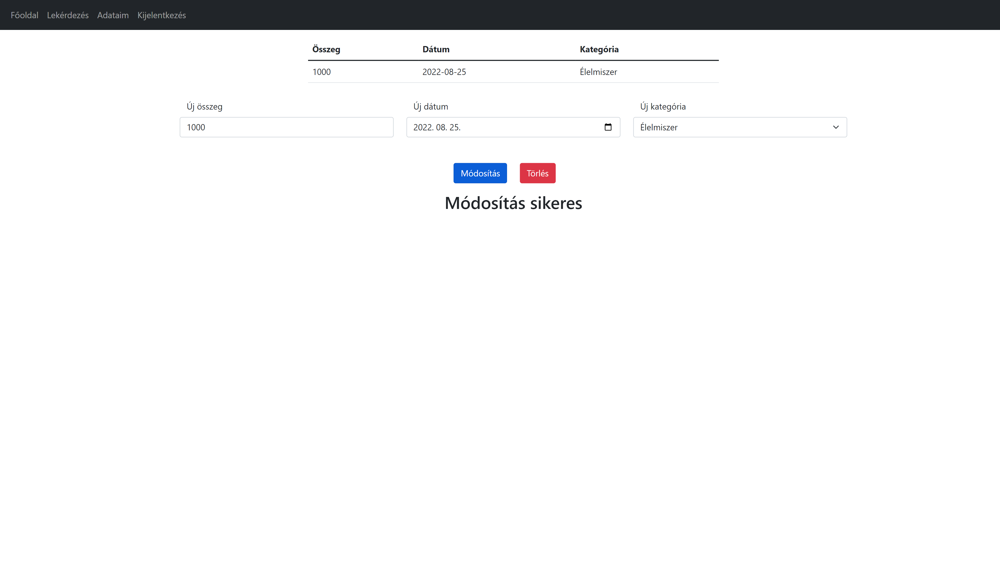 Főoldal Lekérdezés Adataim Kijelentkezés
Összeg Dátum Kategória
1000 2022-08-25 Élelmiszer
Új összeg Új dátum Új kategória
1000 2022. 08. 25. Élelmiszer
Módosítás Törlés
Módosítás sikeres